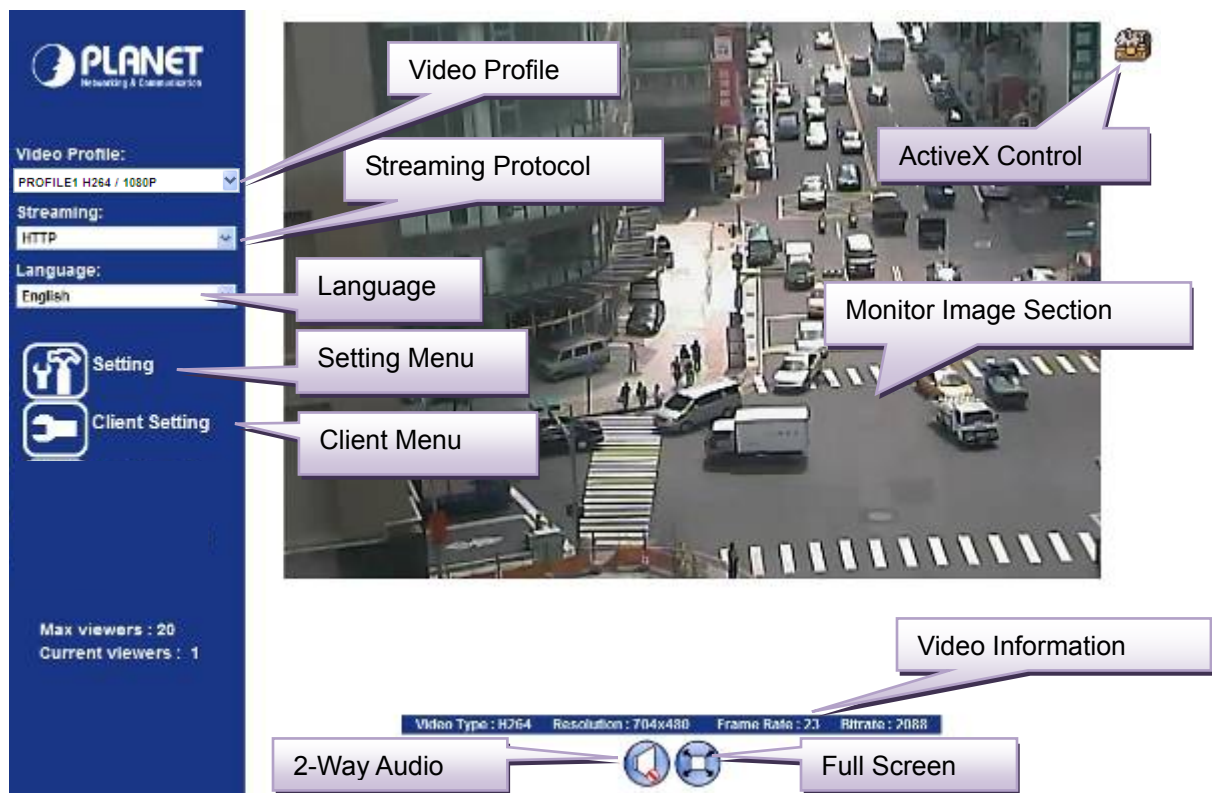 PLANET
Networking & Communication
Video Profile:
PROFILE1 H264 / 1080P
Streaming:
HTTP
Language:
English
Setting
Client Setting
Max viewers : 20
Current viewers : 1
Video Profile
Streaming Protocol
Language
Setting Menu
Client Menu
ActiveX Control
Monitor Image Section
Video Information
Video Type : H264 Resolution : 704x480 Frame Rate : 23 Bitrate : 2088
2-Way Audio
Full Screen